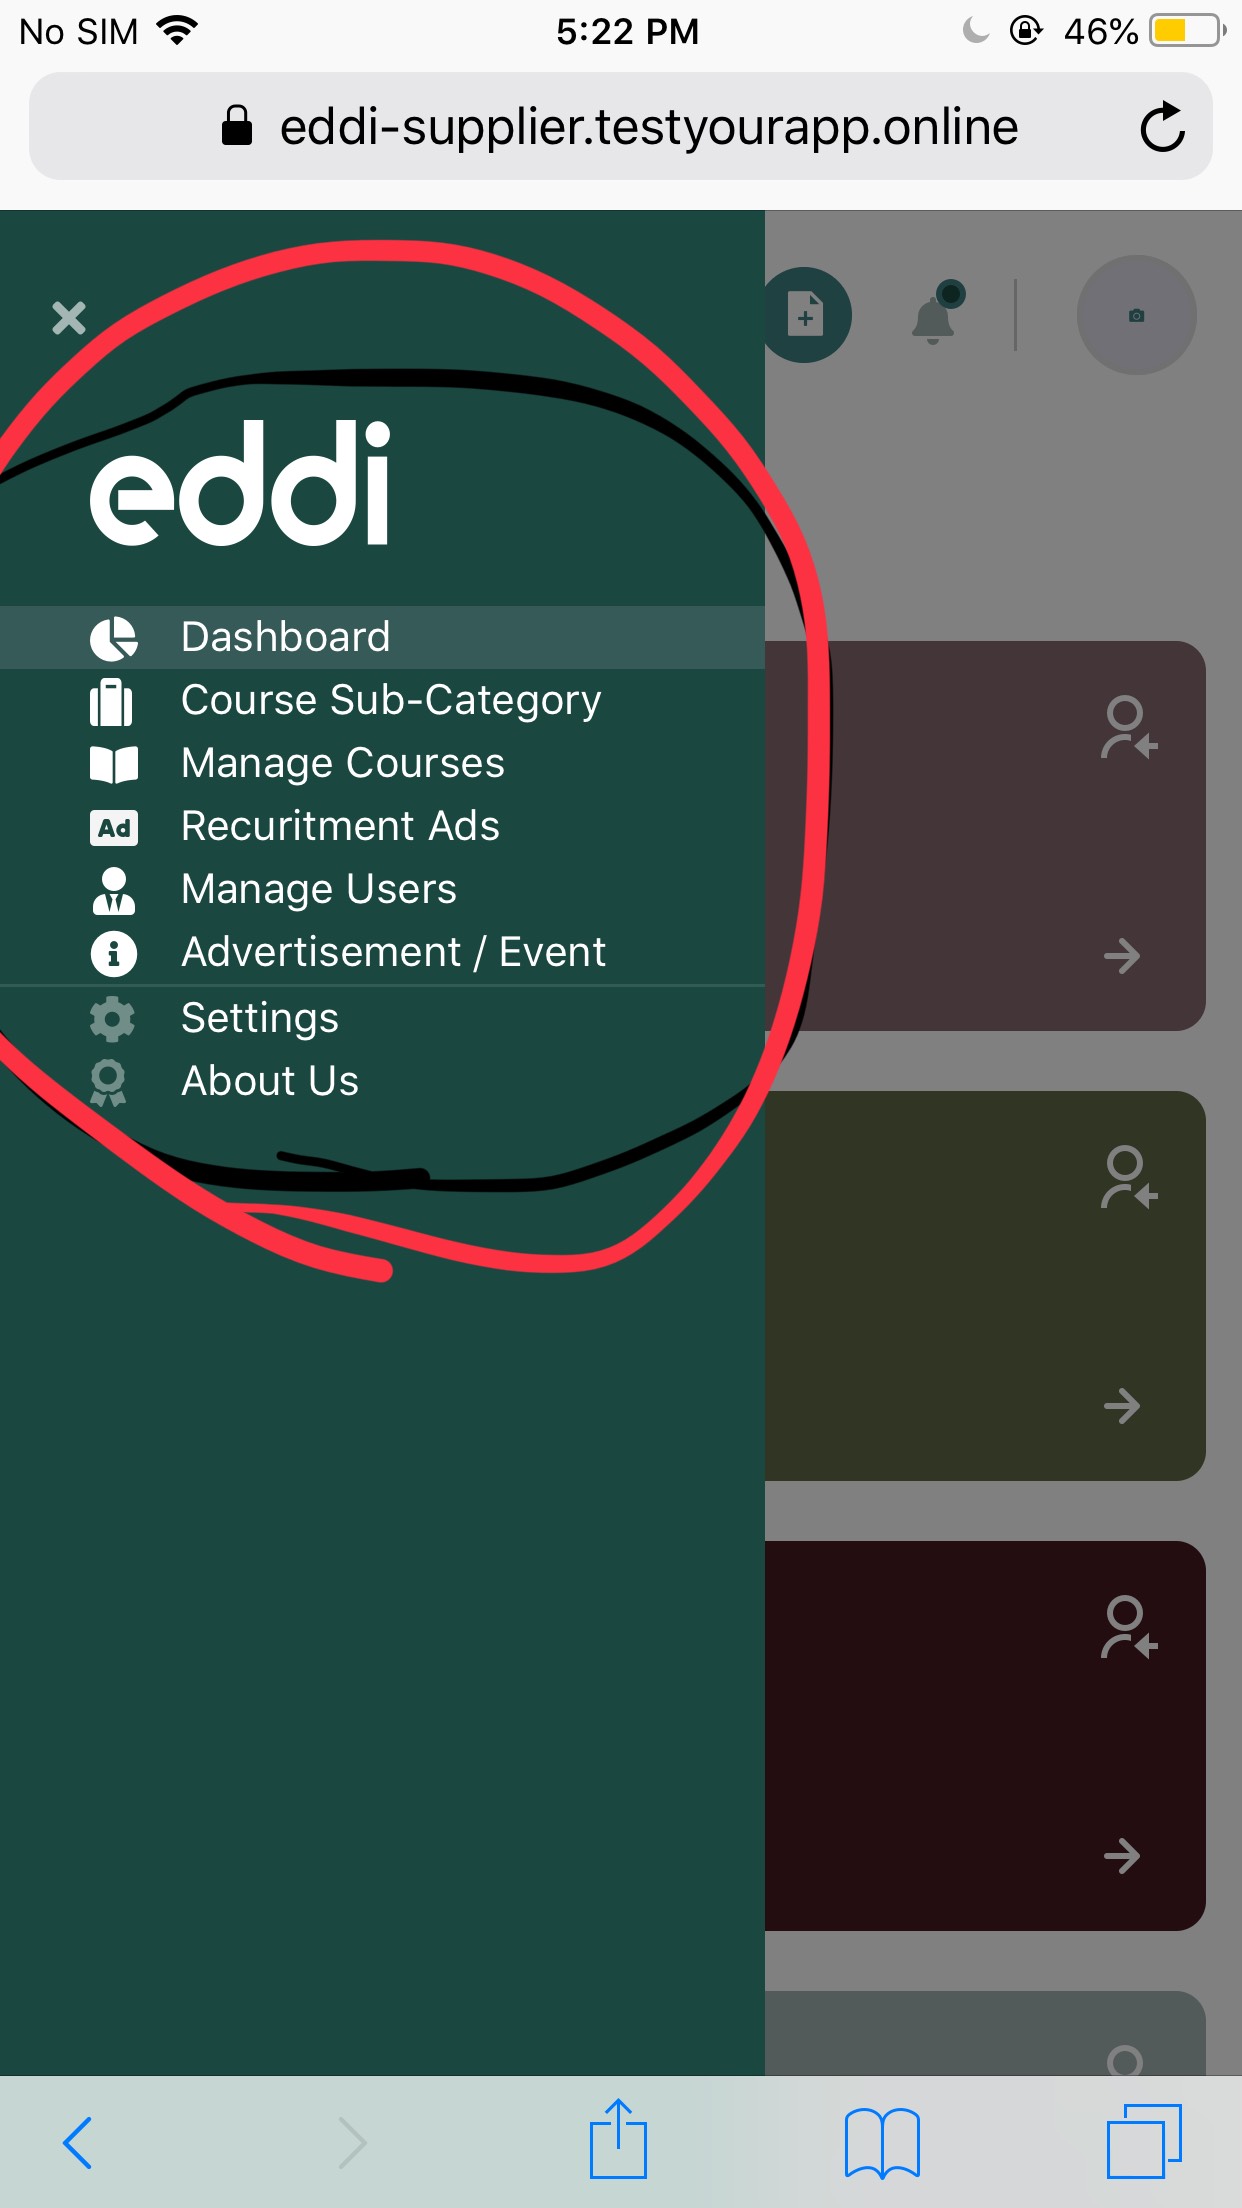 No SIM 5:22 PM 46%
eddi-supplier.testyourapp.online
eddi
Dashboard
Course Sub-Category
Manage Courses
Ad Recuritment Ads
Manage Users
Advertisement / Event
Settings
About Us